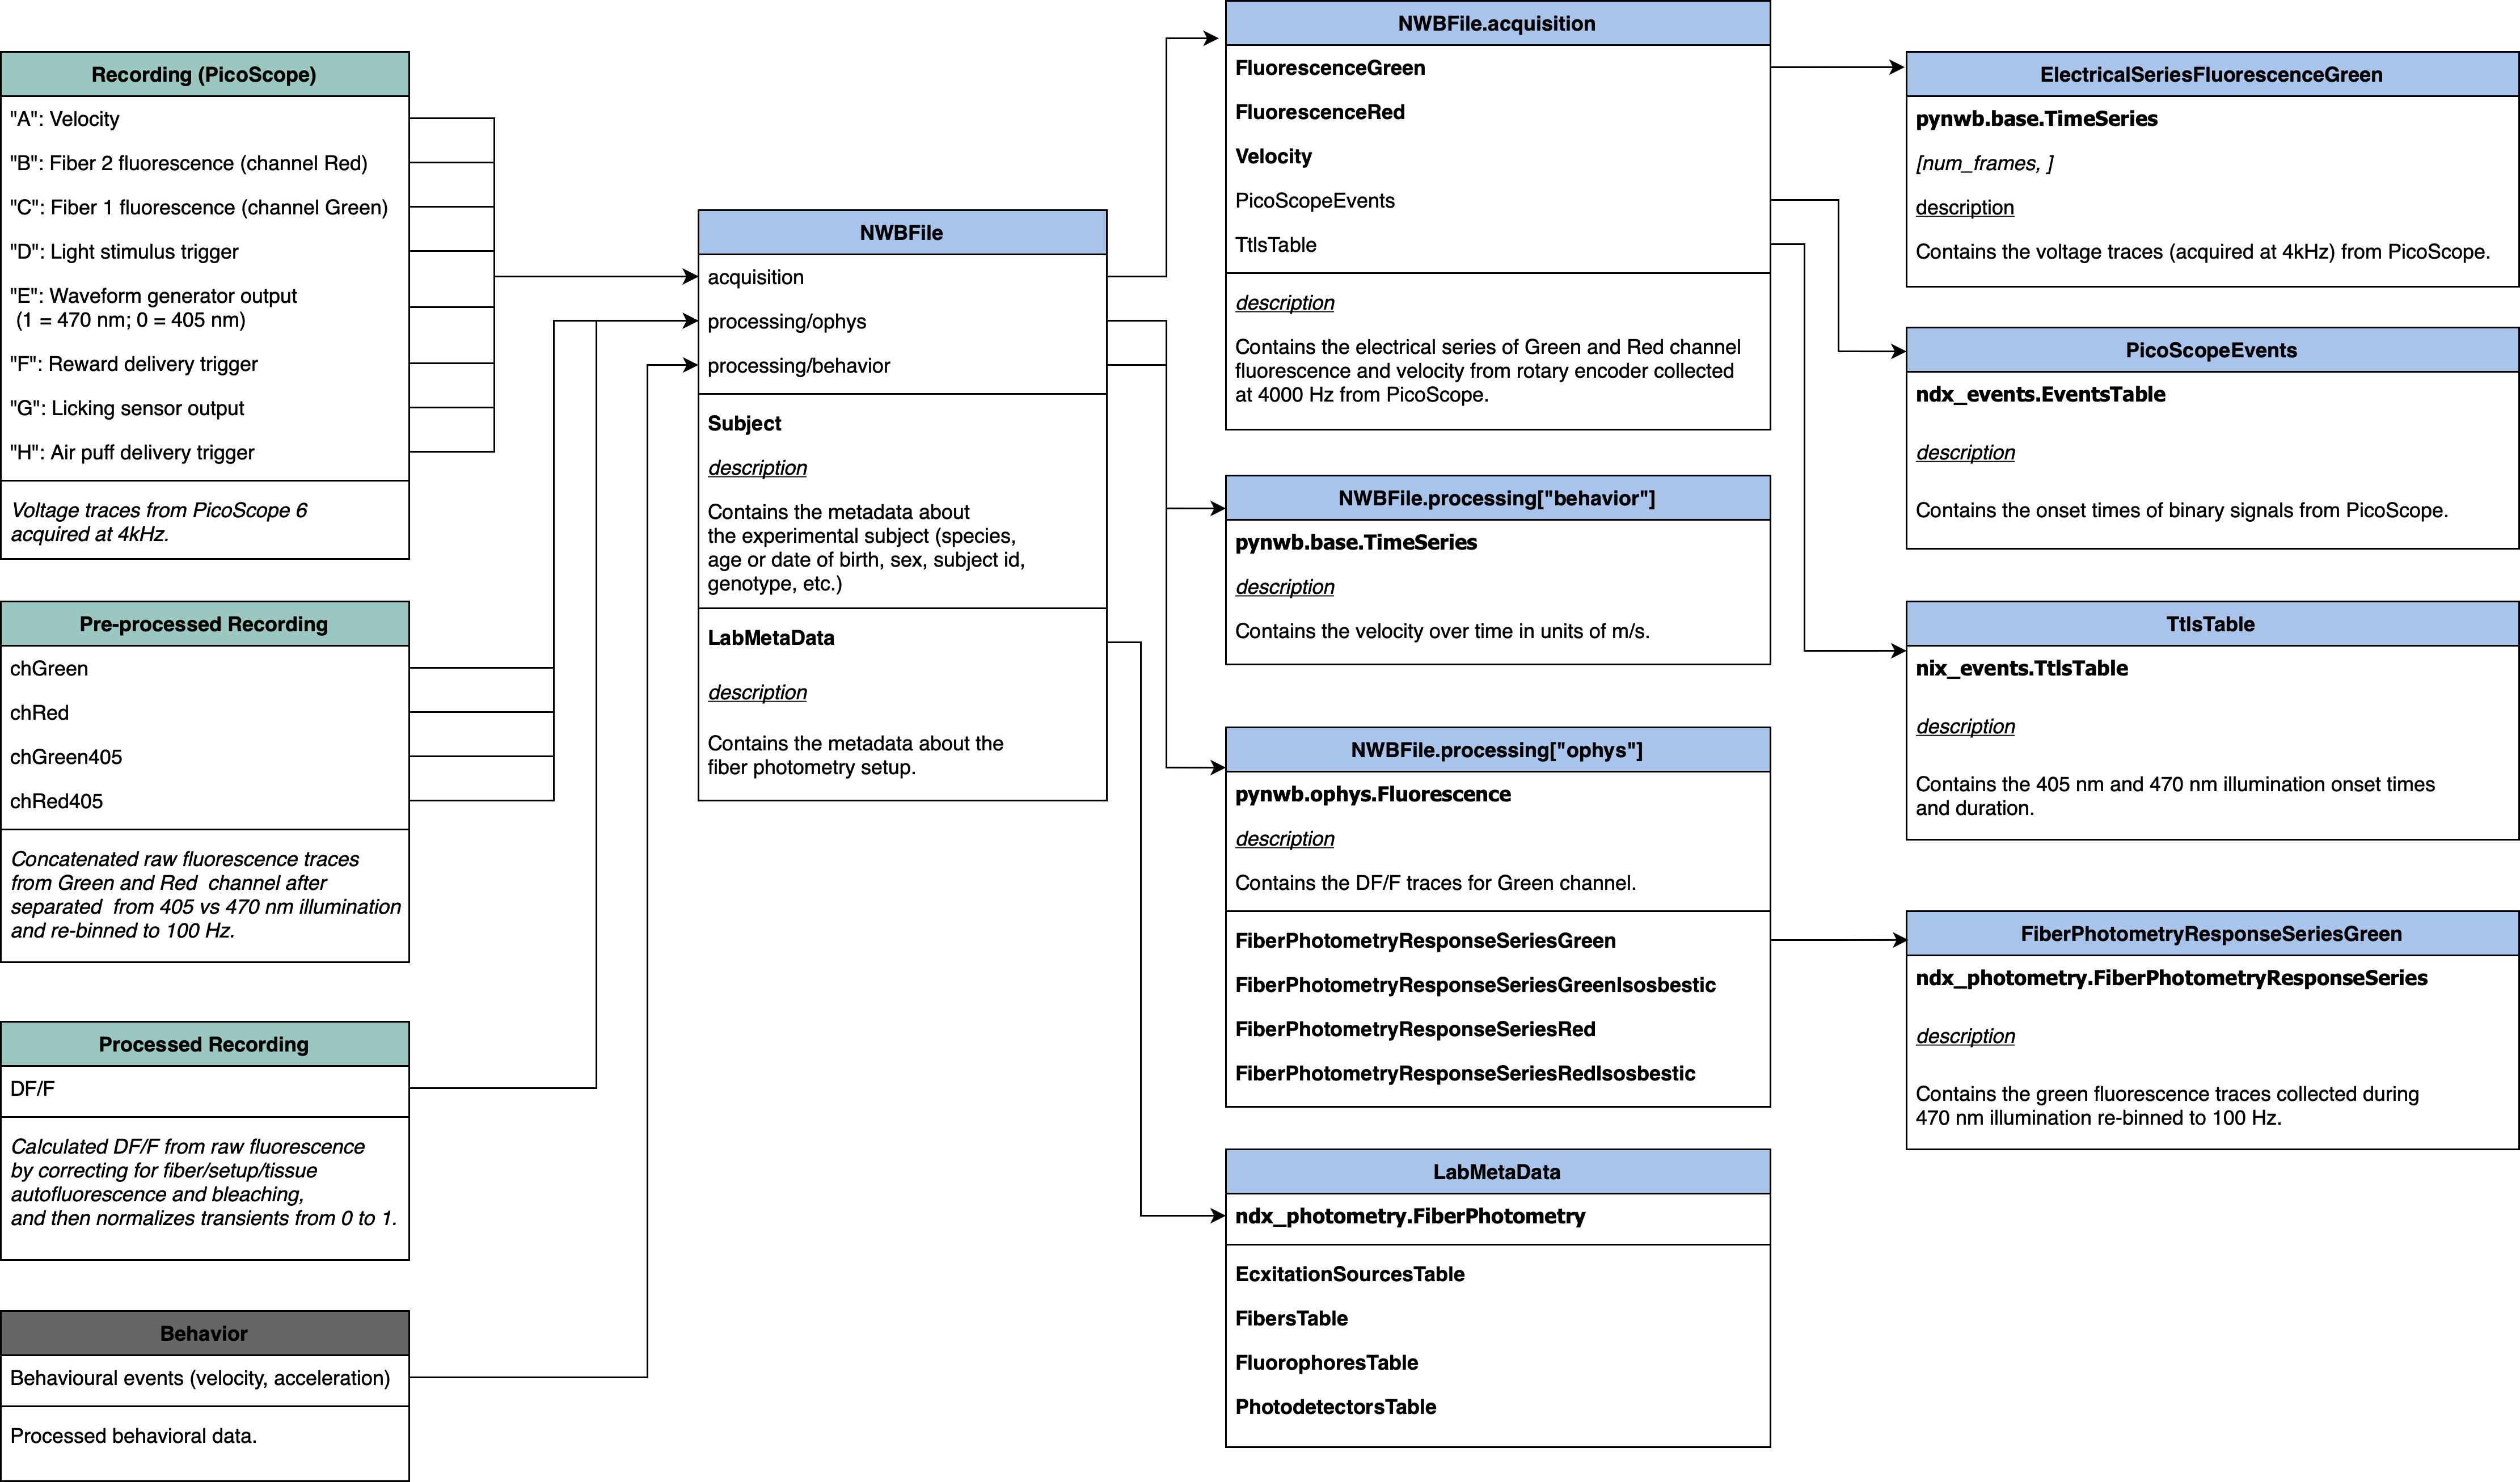 Recording (PicoScope)
"A": Velocity
"B": Fiber 2 fluorescence (channel Red)
"C": Fiber 1 fluorescence (channel Green)
"D": Light stimulus trigger
"E": Waveform generator output
(1 = 470 nm; 0 = 405 nm)
"F": Reward delivery trigger
"G": Licking sensor output
"H": Air puff delivery trigger
Voltage traces from PicoScope 6
acquired at 4kHz.
Pre-processed Recording
chGreen
chRed
chGreen405
chRed405
Concatenated raw fluorescence traces
from Green and Red  channel after
separated  from 405 vs 470 nm illumination
and re-binned to 100 Hz.
Processed Recording
DF/F
Calculated DF/F from raw fluorescence
by correcting for fiber/setup/tissue
autofluorescence and bleaching,
and then normalizes transients from 0 to 1.
Behavior
Behavioural events (velocity, acceleration)
Processed behavioral data.
NWBFile
acquisition
processing/ophys
processing/behavior
Subject
description
Contains the metadata about
the experimental subject (species,
age or date of birth, sex, subject id,
genotype, etc.)
LabMetaData
description
Contains the metadata about the
fiber photometry setup.
NWBFile.acquisition
FluorescenceGreen
FluorescenceRed
Velocity
PicoScopeEvents
TtlsTable
description
Contains the electrical series of Green and Red channel
fluorescence and velocity from rotary encoder collected
at 4000 Hz from PicoScope.
NWBFile.processing["behavior"]
pynwb.base.TimeSeries
description
Contains the velocity over time in units of m/s.
NWBFile.processing["ophys"]
pynwb.ophys.Fluorescence
description
Contains the DF/F traces for Green channel.
FiberPhotometryResponseSeriesGreen
FiberPhotometryResponseSeriesGreenIsosbestic
FiberPhotometryResponseSeriesRed
FiberPhotometryResponseSeriesRedIsosbestic
LabMetaData
ndx_photometry.FiberPhotometry
EcxitationSourcesTable
FibersTable
FluorophoresTable
PhotodetectorsTable
ElectricalSeriesFluorescenceGreen
pynwb.base.TimeSeries
[num_frames, ]
description
Contains the voltage traces (acquired at 4kHz) from PicoScope.
PicoScopeEvents
ndx_events.EventsTable
description
Contains the onset times of binary signals from PicoScope.
TtlsTable
nix_events.TtlsTable
description
Contains the 405 nm and 470 nm illumination onset times
and duration.
FiberPhotometryResponseSeriesGreen
ndx_photometry.FiberPhotometryResponseSeries
description
Contains the green fluorescence traces collected during
470 nm illumination re-binned to 100 Hz.